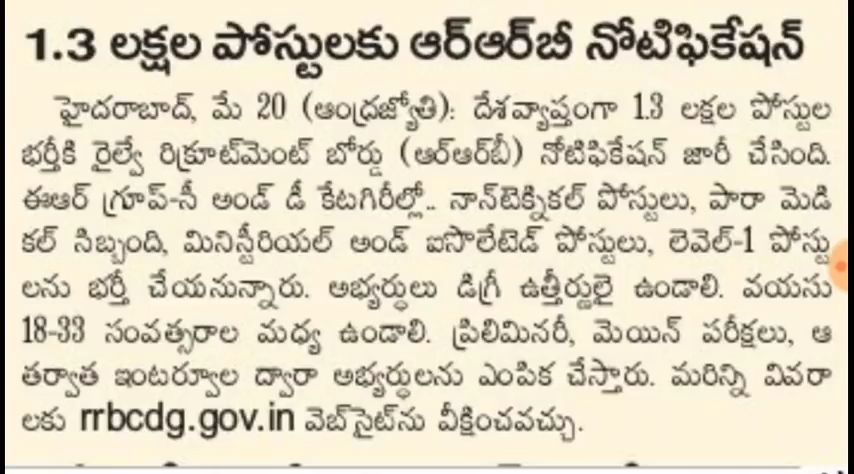 1.3 లక్షల పోస్టులకు ఆర్ఆర్‌బీ నోటిఫికేషన్
హైదరాబాద్, మే 20 (ఆంధ్రజ్యోతి): దేశవ్యాప్తంగా 1.3 లక్షల పోస్టుల
భర్తీకి రైల్వే రిక్రూట్‌మెంట్ బోర్డు (ఆర్ఆర్‌బీ) నోటిఫికేషన్ జారీ చేసింది.
ఈఆర్ గ్రూప్-సీ అండ్ డీ కేటగిరీల్లో.. నాన్‌టెక్నికల్ పోస్టులు, పారా మెడి
కల్ సిబ్బంది, మినిస్టీరియల్ అండ్ ఐసొలేటెడ్ పోస్టులు, లెవెల్-1 పోస్టు
లను భర్తీ చేయనున్నారు. అభ్యర్థులు డిగ్రీ ఉత్తీర్ణులై ఉండాలి. వయసు
18-33 సంవత్సరాల మధ్య ఉండాలి. ప్రిలిమినరీ, మెయిన్ పరీక్షలు, ఆ
తర్వాత ఇంటర్వ్యూల ద్వారా అభ్యర్థులను ఎంపిక చేస్తారు. మరిన్ని వివరా
లకు rrbcdg.gov.in వెబ్‌సైట్‌ను వీక్షించవచ్చు.